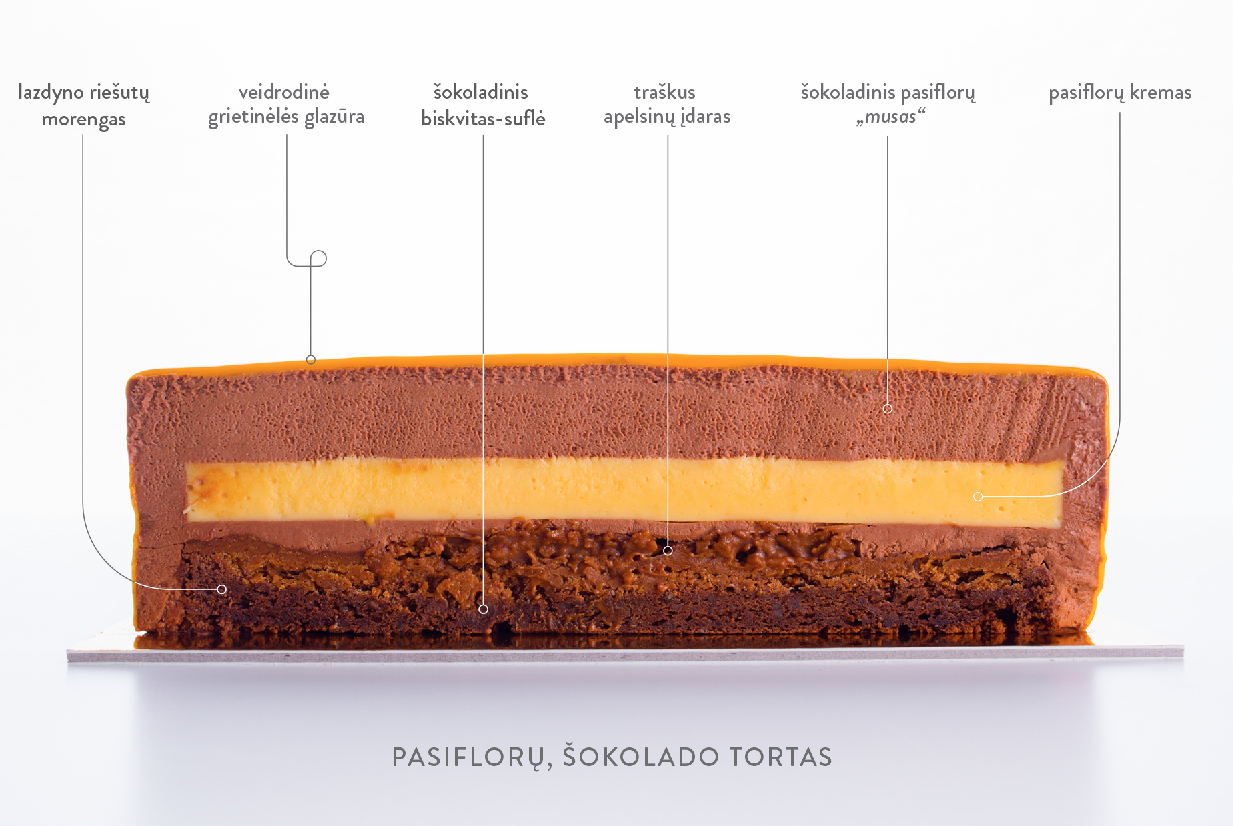 lazdyno riešutų
morengas
veidrodinė
grietinėlės glazūra
šokoladinis
biskvitas-suflė
traškus
apelsinų įdaras
šokoladinis pasiflorų
„musas“
pasiflorų kremas
PASIFLORŲ, ŠOKOLADO TORTAS